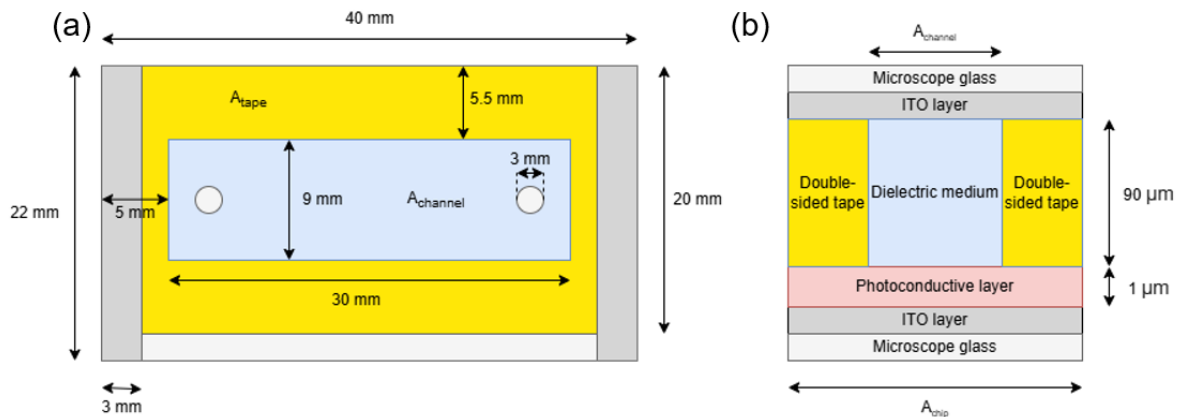 (a)
40 mm
A_tape
5.5 mm
22 mm
5 mm
9 mm
A_channel
3 mm
20 mm
30 mm
3 mm
(b)
A_channel
Microscope glass
ITO layer
Double-
sided tape
Dielectric medium
Double-
sided tape
90 μm
Photoconductive layer
1 μm
ITO layer
Microscope glass
A_chip